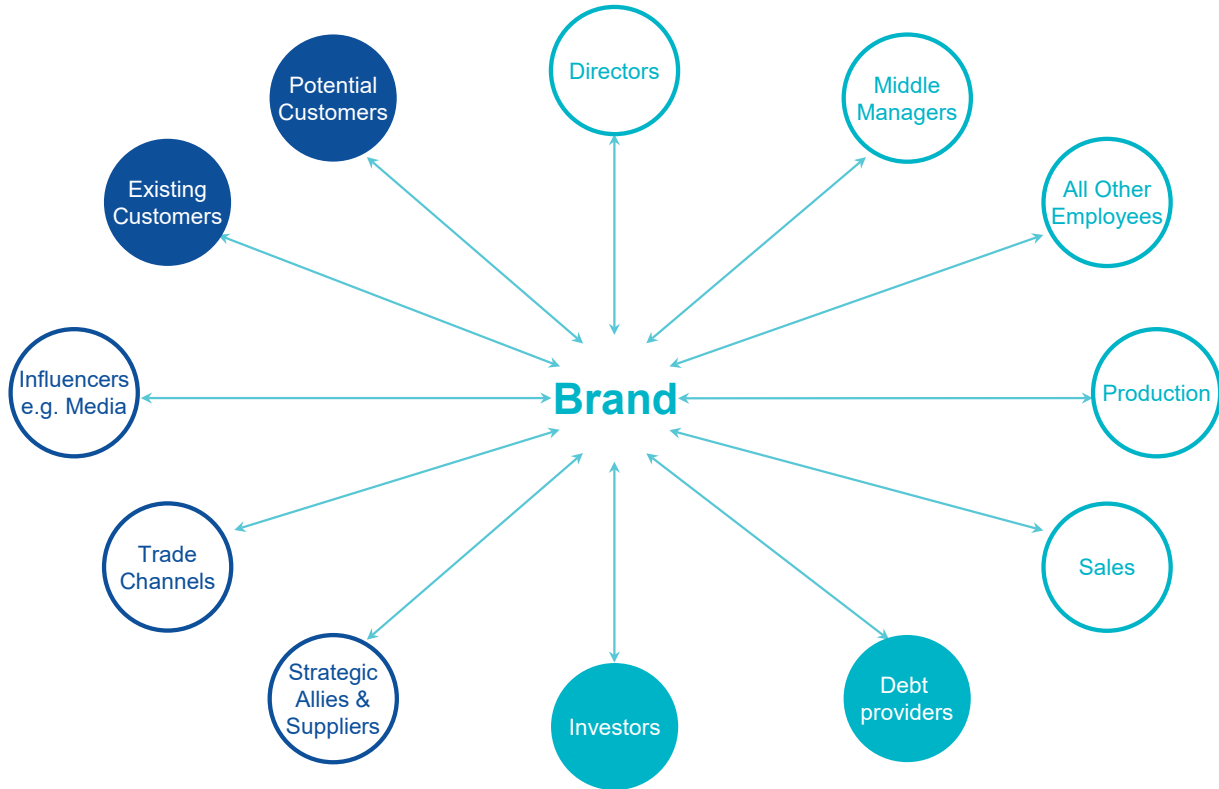 Directors
Potential
Customers
Middle
Managers
Existing
Customers
All Other
Employees
Influencers
e.g. Media
Brand
Production
Trade
Channels
Sales
Strategic
Allies &
Suppliers
Investors
Debt
providers